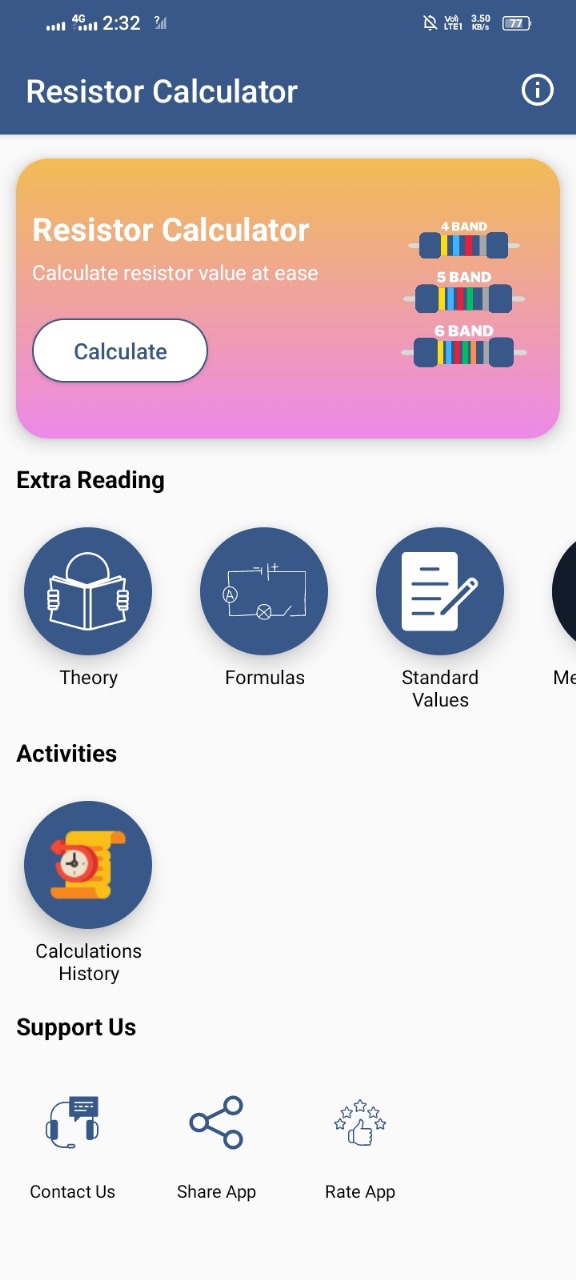 4G 2:32 ? Vo) LTE1 3.50 KB/s 77
Resistor Calculator
Resistor Calculator
Calculate resistor value at ease
Calculate
4 BAND
5 BAND
6 BAND
Extra Reading
Theory
Formulas
Standard
Values
Me
Activities
Calculations
History
Support Us
Contact Us
Share App
Rate App